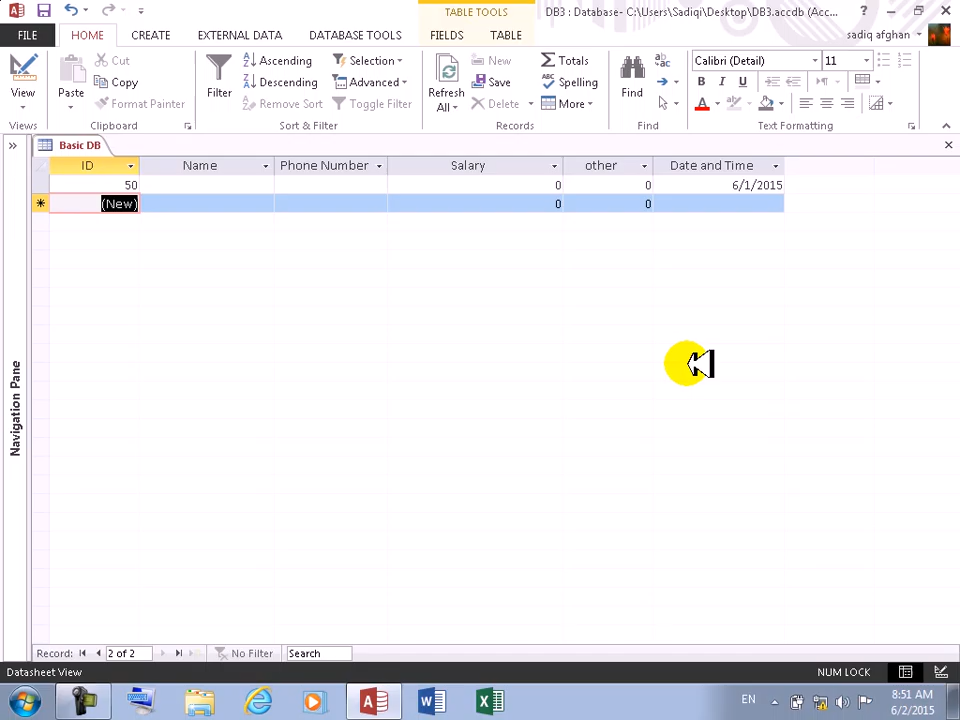 DB3 : Database- C:\Users\Sadiqi\Desktop\DB3.accdb (Acc...
TABLE TOOLS
FILE HOME CREATE EXTERNAL DATA DATABASE TOOLS FIELDS TABLE sadiq afghan
View
Views
Paste
Cut
Copy
Format Painter
Clipboard
Filter
Ascending
Descending
Remove Sort
Selection
Advanced
Toggle Filter
Sort & Filter
Refresh
All
New
Save
Delete
Totals
Spelling
More
Records
Find
Find
Calibri (Detail) 11
B I U
A
Text Formatting
Basic DB
ID Name Phone Number Salary other Date and Time
50 0 0 6/1/2015
(New) 0 0
Navigation Pane
Record: 2 of 2 No Filter Search
Datasheet View NUM LOCK
EN 8:51 AM
6/2/2015